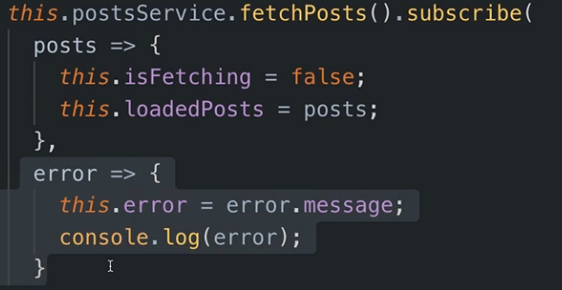 this.postsService.fetchPosts().subscribe(
posts => {
this.isFetching = false;
this.loadedPosts = posts;
},
error => {
this.error = error.message;
console.log(error);
}